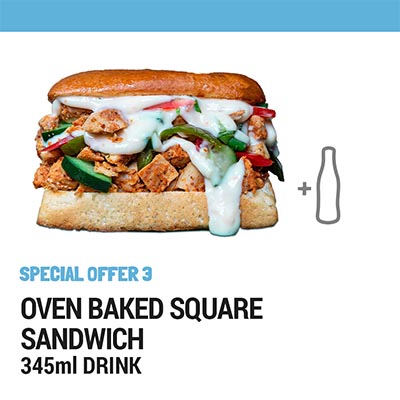 +
SPECIAL OFFER 3
OVEN BAKED SQUARE
SANDWICH
345ml DRINK